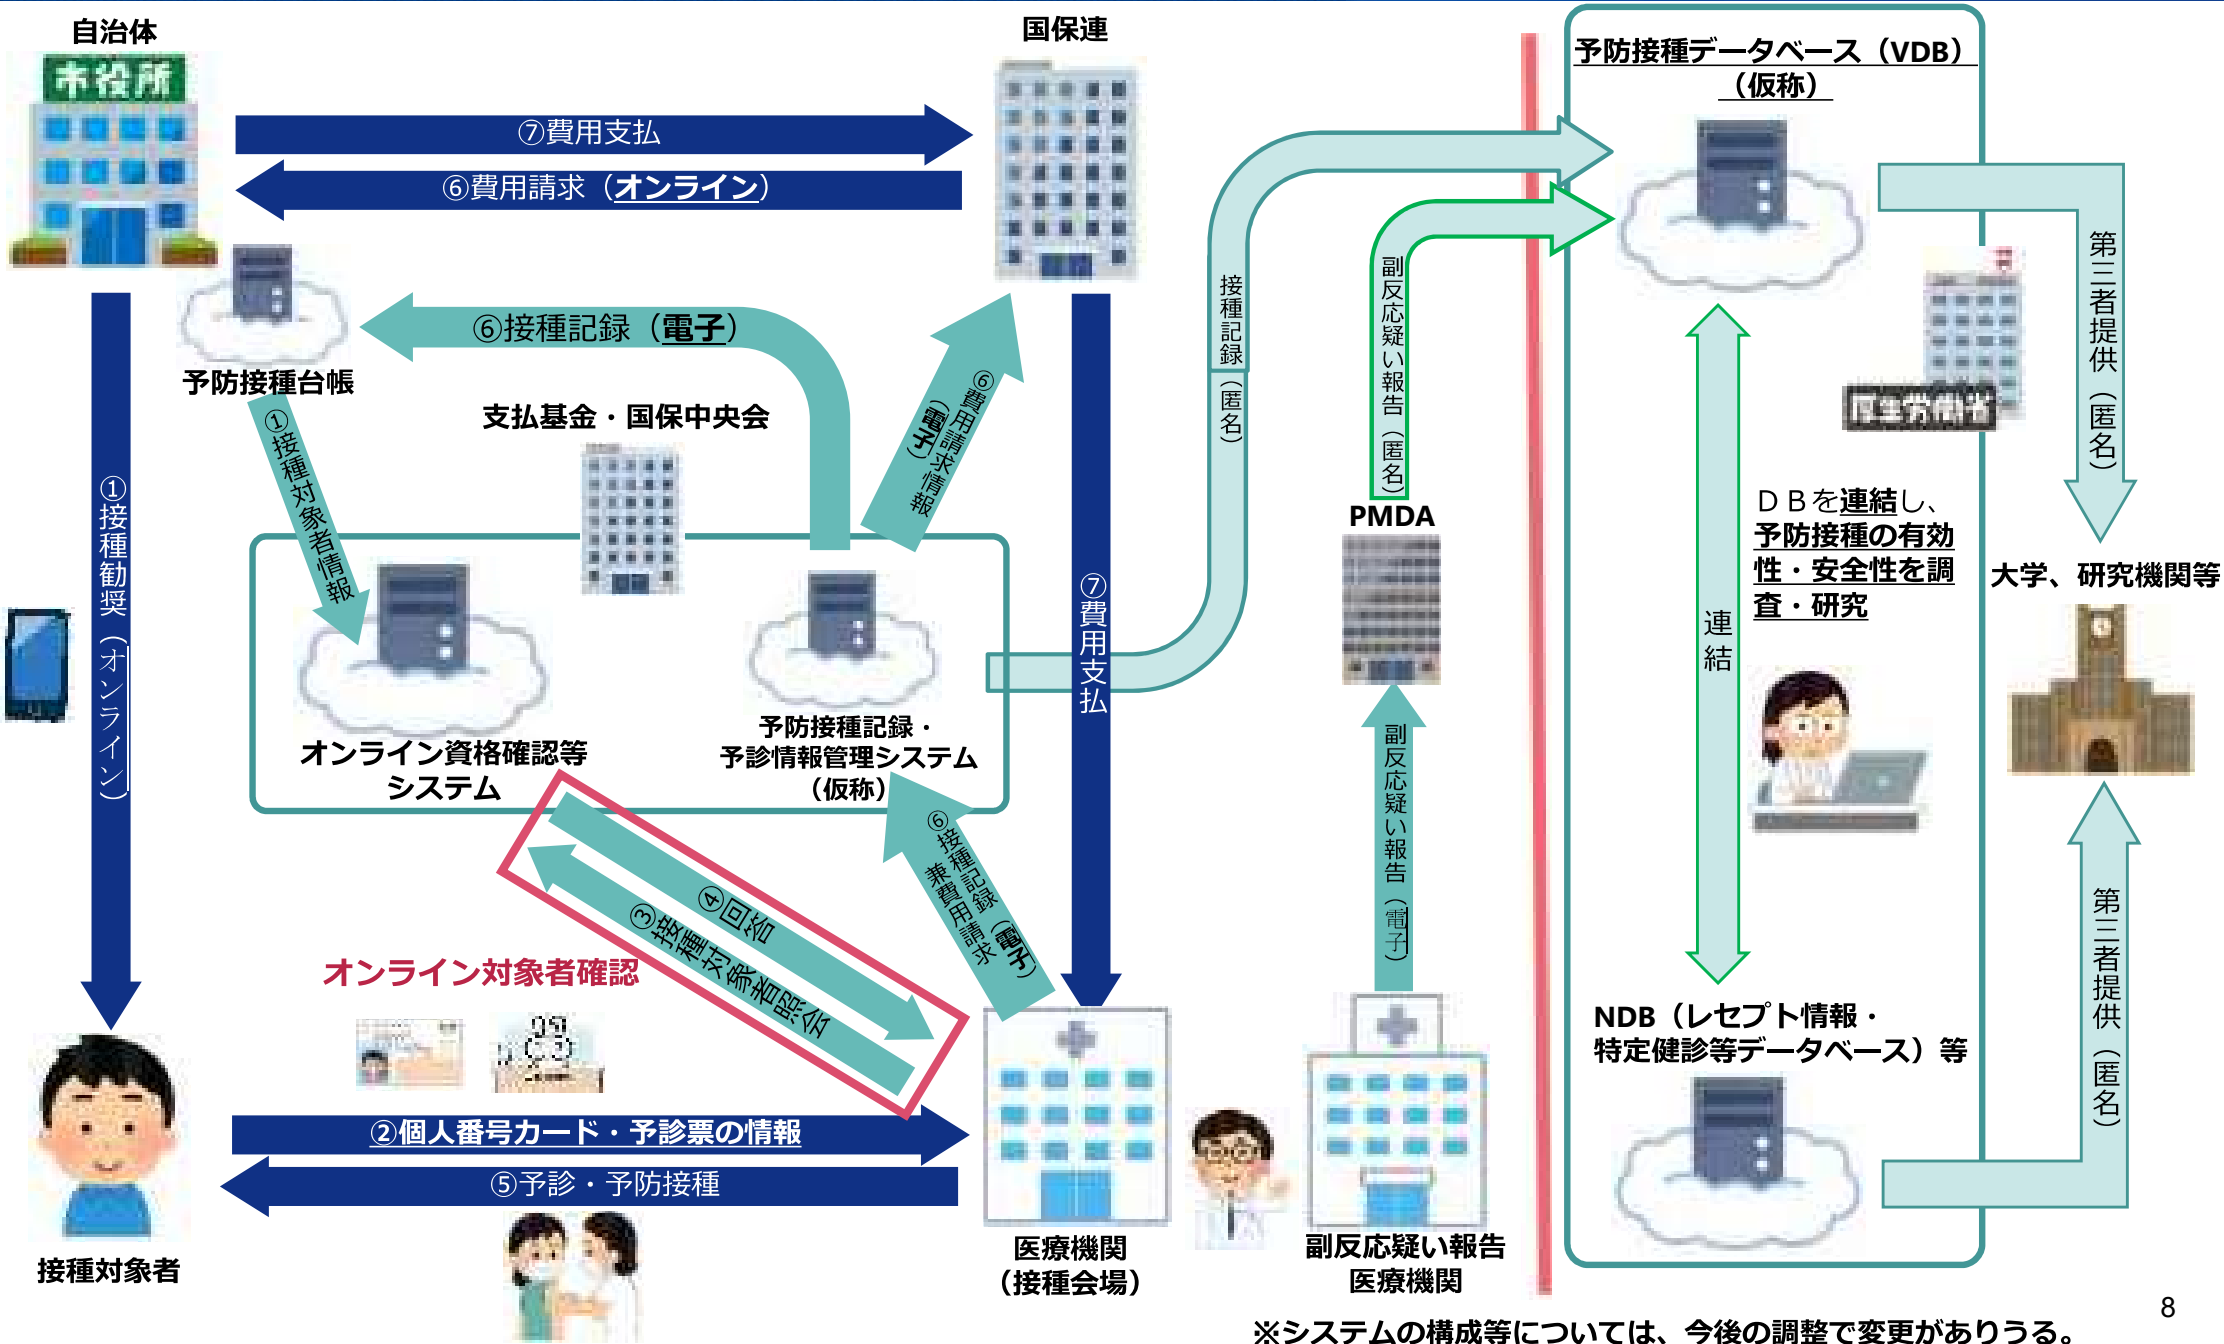 自治体
市役所
国保連
⑦費用支払
⑥費用請求（オンライン）
予防接種台帳
⑥接種記録（電子）
⑥費用請求情報
（電子）
①接種対象者情報
①接種勧奨（オンライン）
支払基金・国保中央会
オンライン資格確認等
システム
予防接種記録・
予診情報管理システム
（仮称）
⑦費用支払
接種記録（匿名）
副反応疑い報告（匿名）
PMDA
副反応疑い報告（電子）
④回答
③接種対象者照会
⑥接種記録（電子）
兼費用請求
オンライン対象者確認
②個人番号カード・予診票の情報
⑤予診・予防接種
接種対象者
医療機関
（接種会場）
副反応疑い報告
医療機関
予防接種データベース（VDB）
（仮称）
厚生労働省
第三者提供（匿名）
ＤＢを連結し、
予防接種の有効
性・安全性を調
査・研究
連結
大学、研究機関等
NDB（レセプト情報・
特定健診等データベース）等
第三者提供（匿名）
※システムの構成等については、今後の調整で変更がありうる。
8